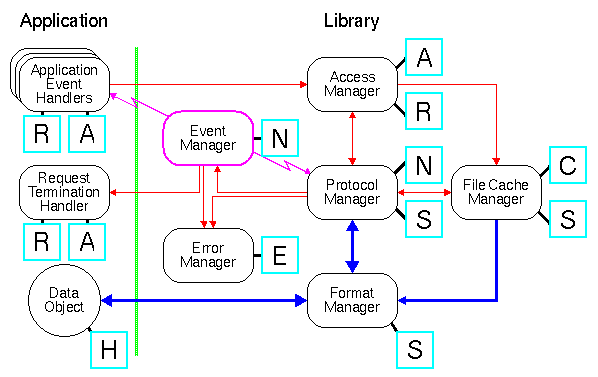 Application
Library
Application
Event
Handlers
R
A
Access
Manager
A
R
Event
Manager
N
Request
Termination
Handler
R
A
Protocol
Manager
N
S
File Cache
Manager
C
S
Error
Manager
E
Data
Object
H
Format
Manager
S